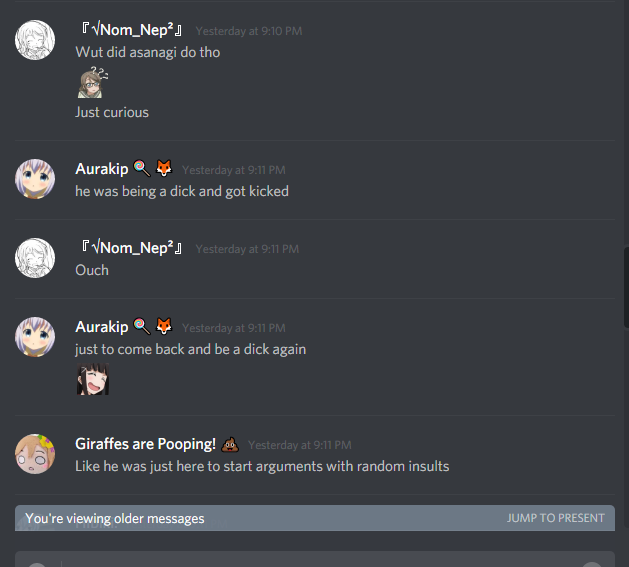 『√Nom_Nep²』 Yesterday at 9:10 PM
Wut did asanagi do tho
???
Just curious
Aurakip 🍭 🦊 Yesterday at 9:11 PM
he was being a dick and got kicked
『√Nom_Nep²』 Yesterday at 9:11 PM
Ouch
Aurakip 🍭 🦊 Yesterday at 9:11 PM
just to come back and be a dick again
Giraffes are Pooping! 💩 Yesterday at 9:11 PM
Like he was just here to start arguments with random insults
You're viewing older messages JUMP TO PRESENT